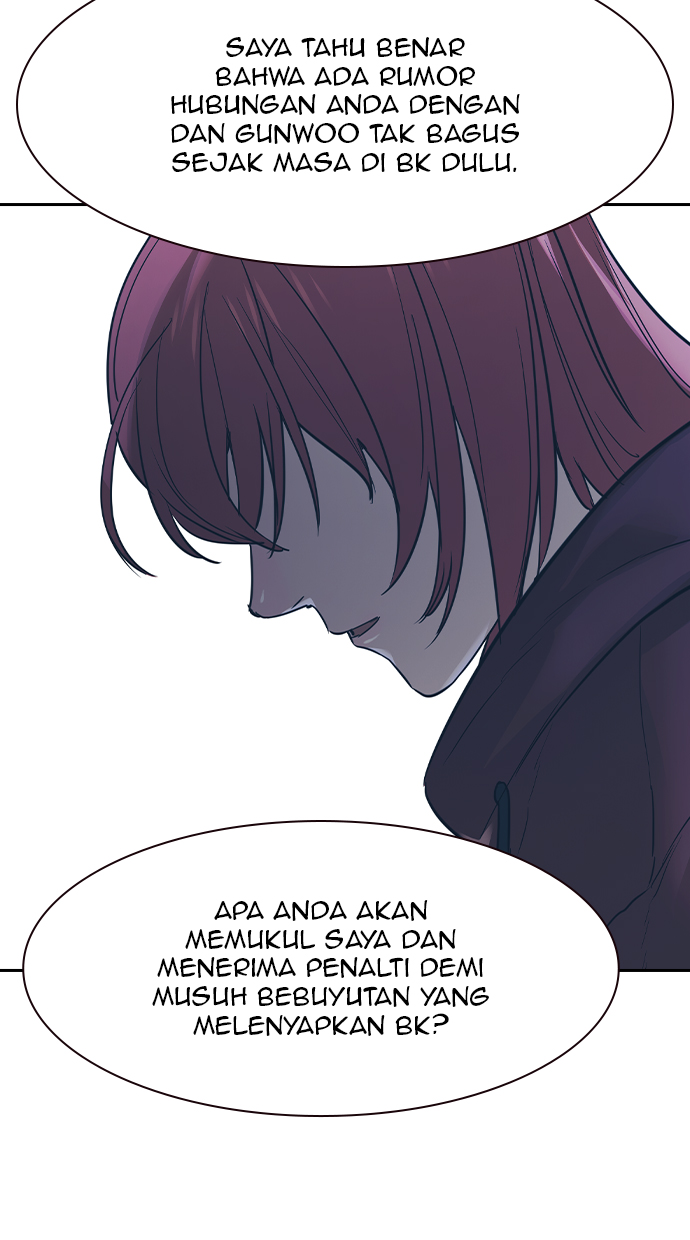 SAYA TAHU BENAR
BAHWA ADA RUMOR
HUBUNGAN ANDA DENGAN
DAN GUNWOO TAK BAGUS
SEJAK MASA DI BK DULU.
APA ANDA AKAN
MEMUKUL SAYA DAN
MENERIMA PENALTI DEMI
MUSUH BEBUYUTAN YANG
MELENYAPKAN BK?